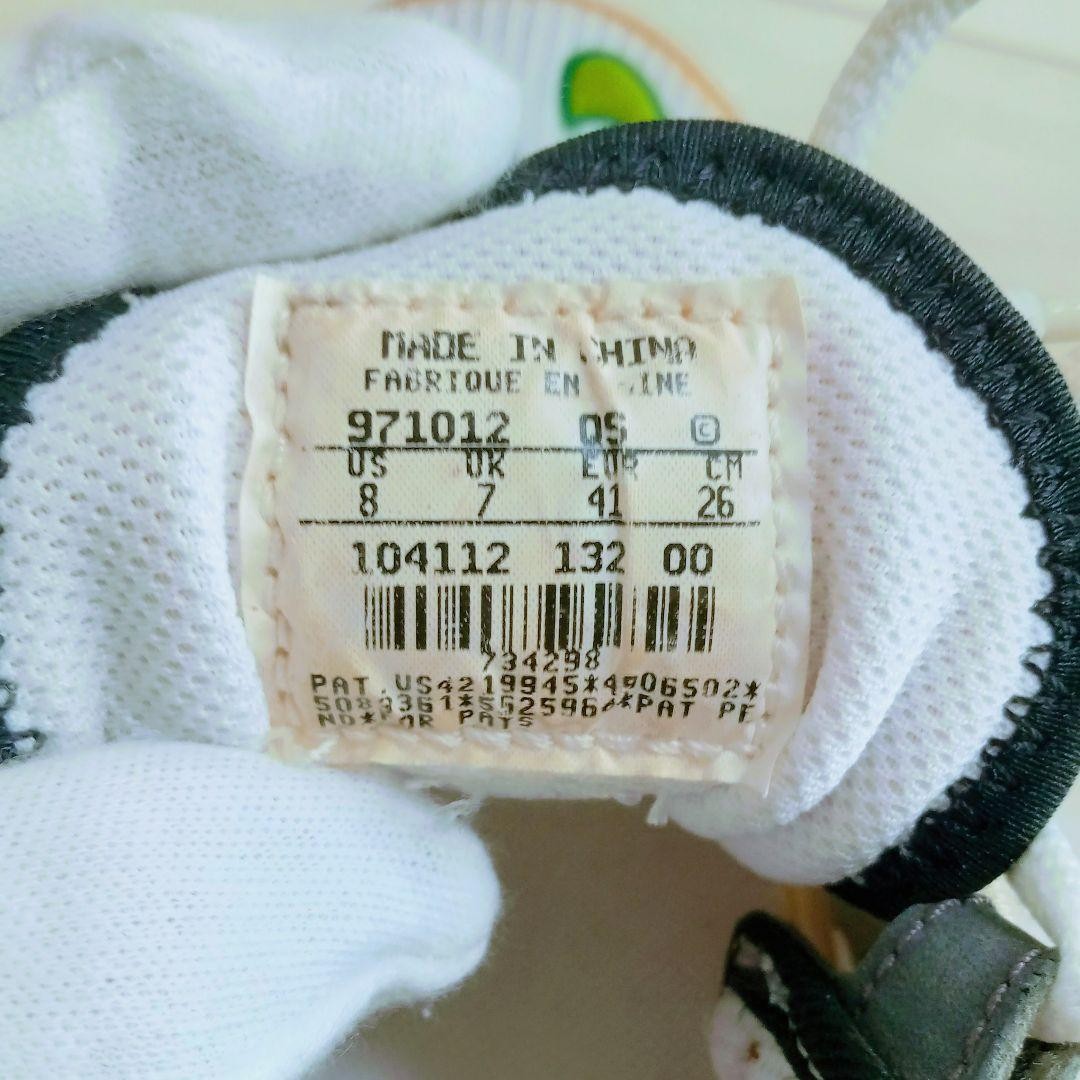 MADE IN CHINA
FABRIQUE EN CHINE
971012 QS ©
US UK EUR CM
8 7 41 26
104112 132 00
734298
PAT.US4219945*4906502*
5083361*5525964*PAT PE
ND*FOR PATS